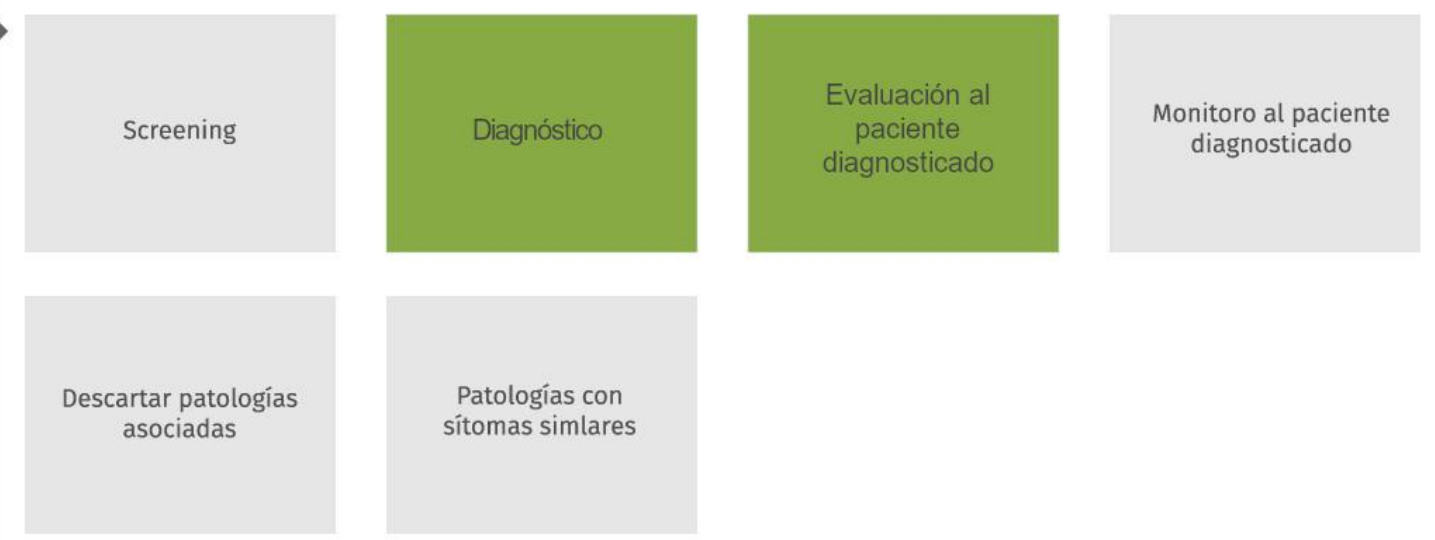 Screening
Diagnóstico
Evaluación al
paciente
diagnosticado
Monitoro al paciente
diagnosticado
Descartar patologías
asociadas
Patologías con
sítomas simlares